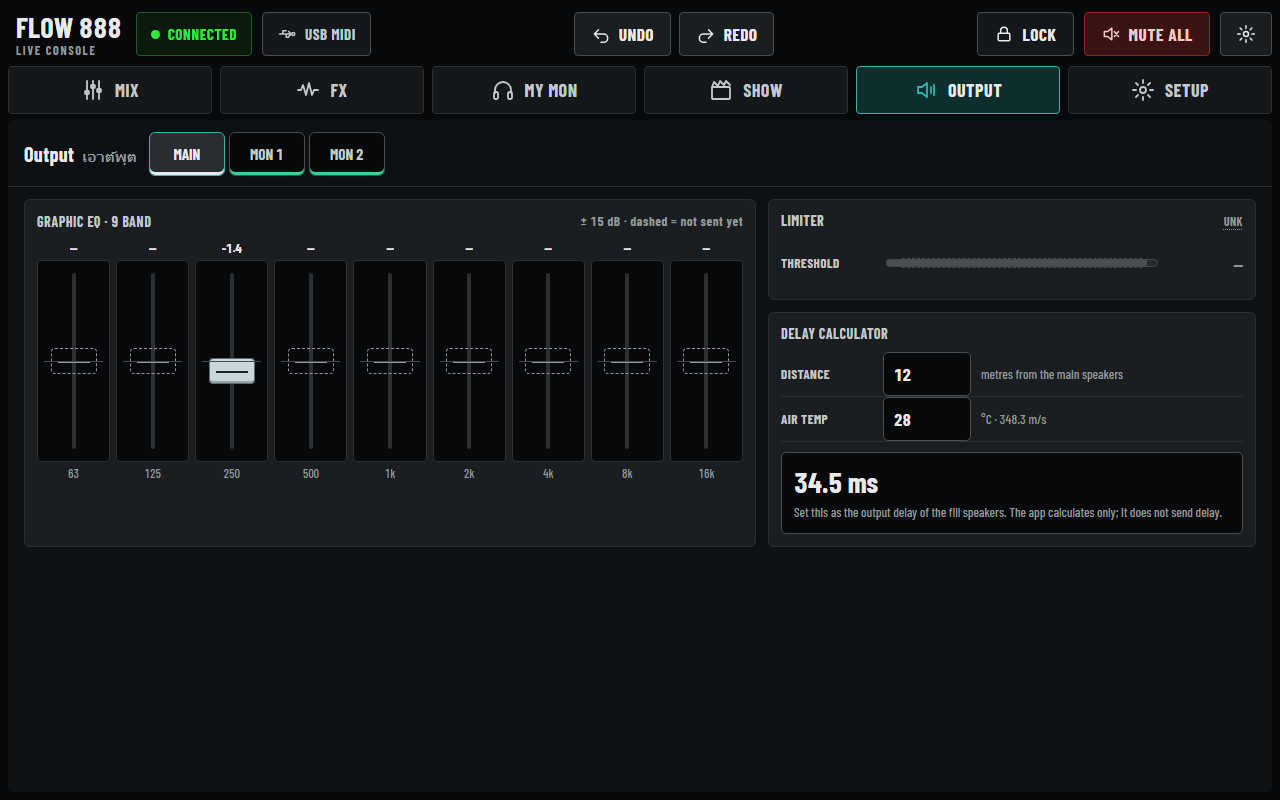 FLOW 888
LIVE CONSOLE
CONNECTED
USB MIDI
UNDO
REDO
LOCK
MUTE ALL
MIX
FX
MY MON
SHOW
OUTPUT
SETUP
Output เอาต์พุต
MAIN
MON 1
MON 2
GRAPHIC EQ · 9 BAND
± 15 dB · dashed = not sent yet
– – -1.4 – – – – – –
63 125 250 500 1k 2k 4k 8k 16k
LIMITER
UNK
THRESHOLD
–
DELAY CALCULATOR
DISTANCE
12
metres from the main speakers
AIR TEMP
28
°C · 348.3 m/s
34.5 ms
Set this as the output delay of the fill speakers. The app calculates only; it does not send delay.